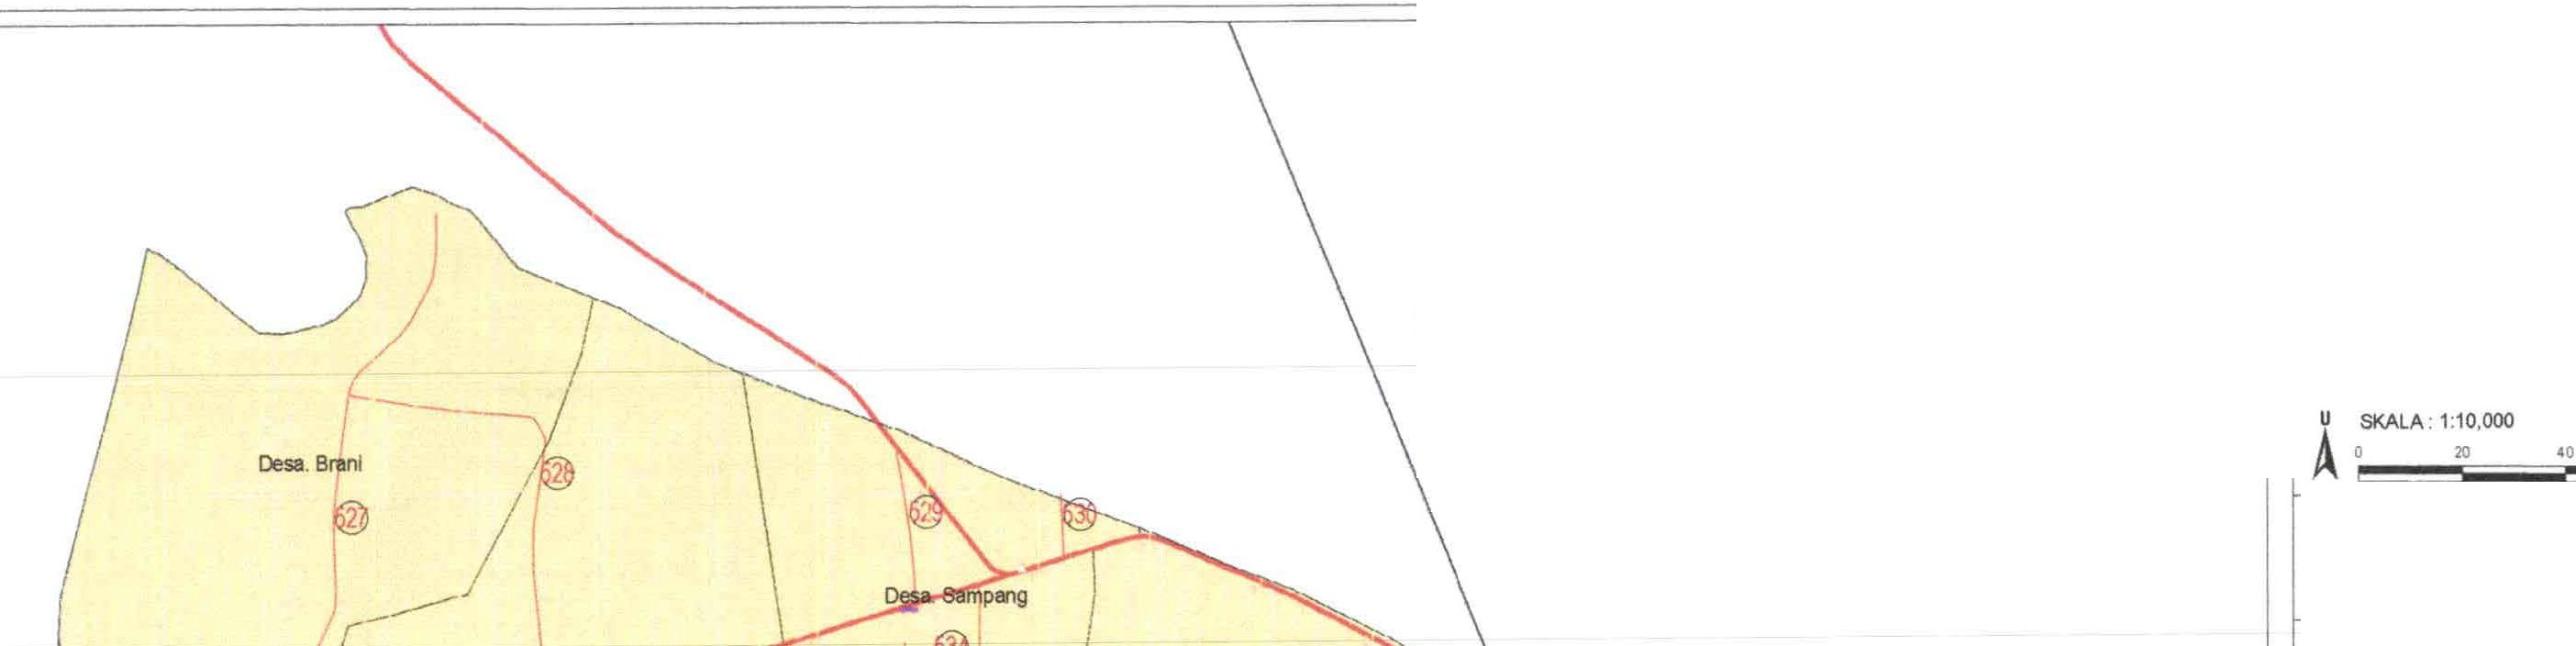 U SKALA : 1:10,000
0 20 40
Desa. Brani
628
627
629
630
Desa. Sampang